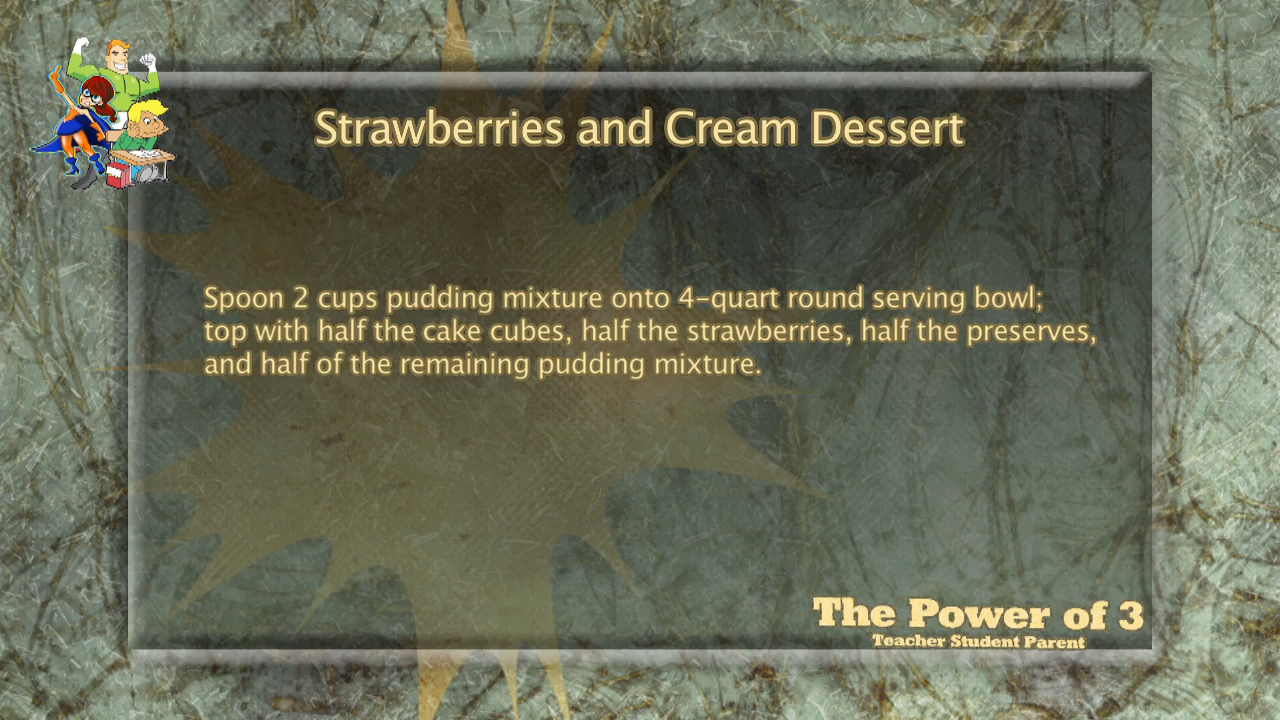 Strawberries and Cream Dessert
Spoon 2 cups pudding mixture onto 4-quart round serving bowl;
top with half the cake cubes, half the strawberries, half the preserves,
and half of the remaining pudding mixture.
The Power of 3
Teacher Student Parent